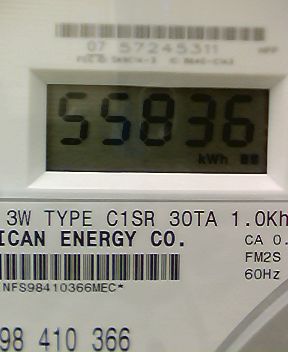 07 57245311
55836
kWh
3W TYPE C1SR 30TA 1.0Kh
ICAN ENERGY CO.
CA 0.
FM2S
60Hz
NFS98410366MEC*
98 410 366